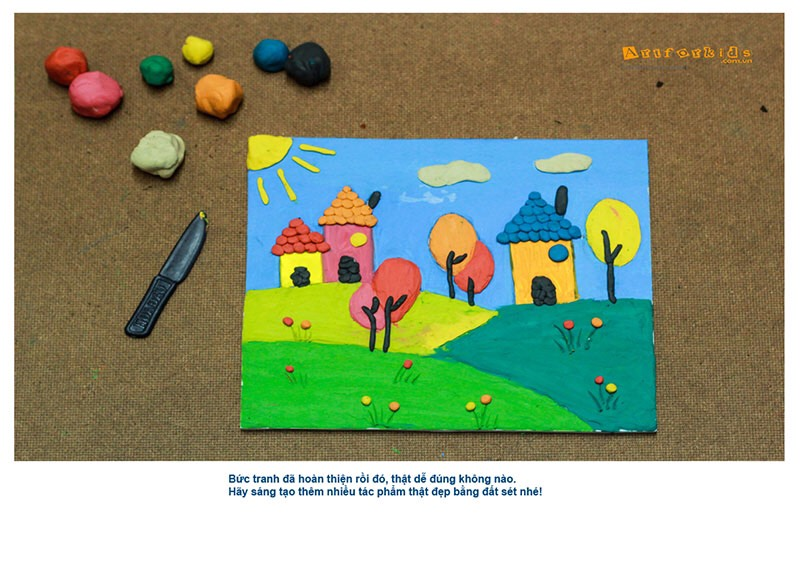 Artforkids
.com.vn
Bức tranh đã hoàn thiện rồi đó, thật dễ đúng không nào.
Hãy sáng tạo thêm nhiều tác phẩm thật đẹp bằng đất sét nhé!